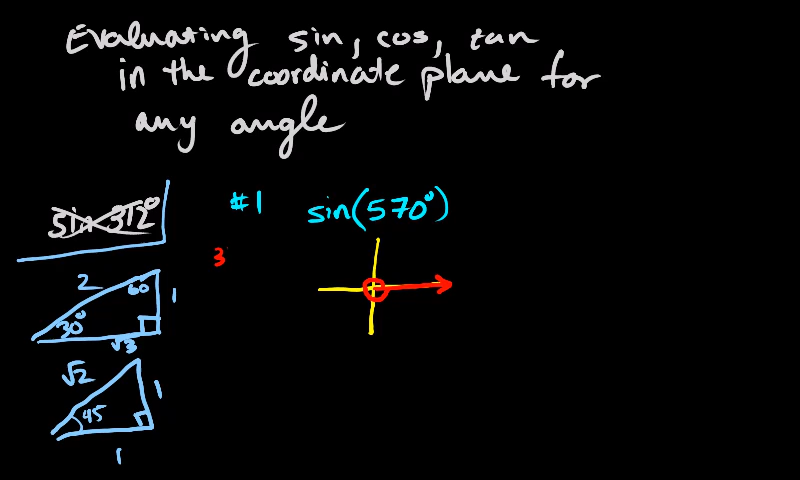 Evaluating sin, cos, tan
in the coordinate plane for
any angle
sin 312°
#1 sin(570°)
3
2 60° 1
30°
√3
√2 1
45
1